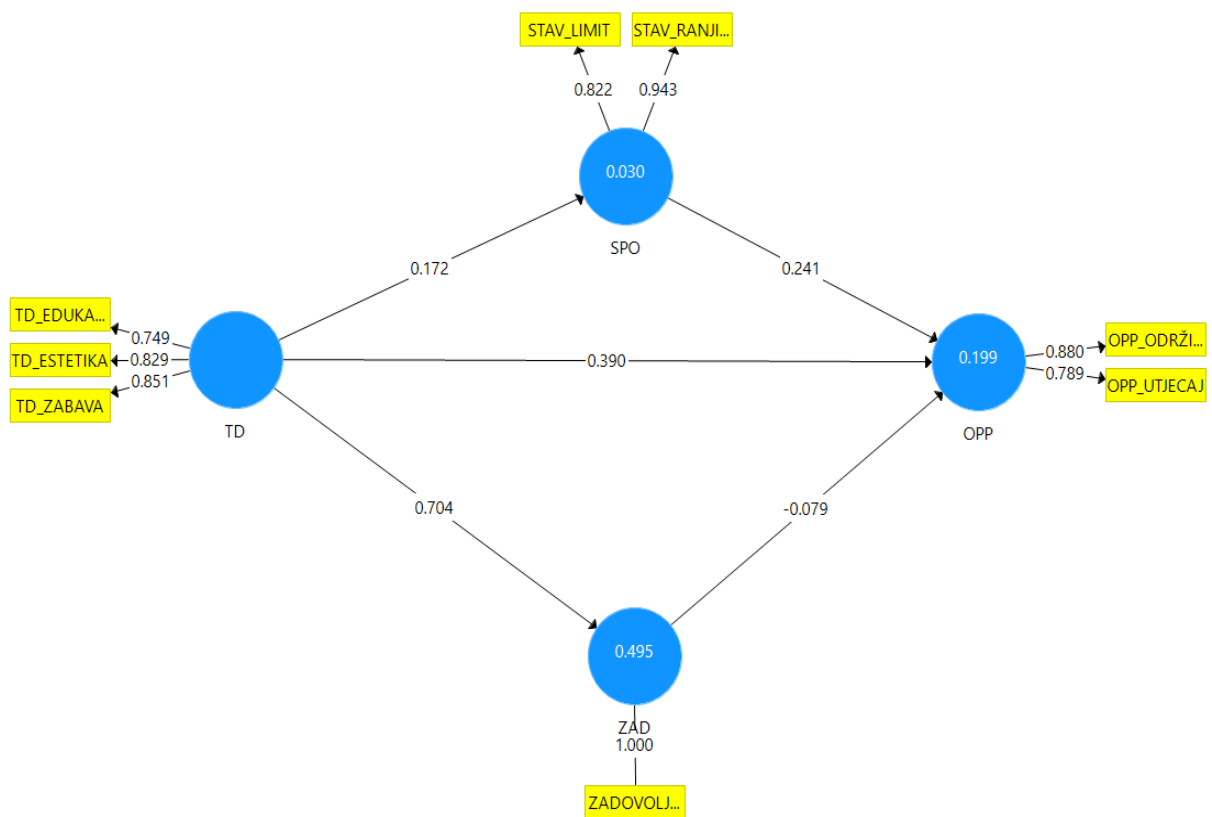 STAV_LIMIT
STAV_RANJI...
0.822
0.943
0.030
SPO
0.172
0.241
TD_EDUKA...
TD_ESTETIKA
TD_ZABAVA
0.749
0.829
0.851
TD
0.390
0.199
OPP
0.880
0.789
OPP_ODRŽI...
OPP_UTJECAJ
0.704
-0.079
0.495
ZAD
1.000
ZADOVOLJ...